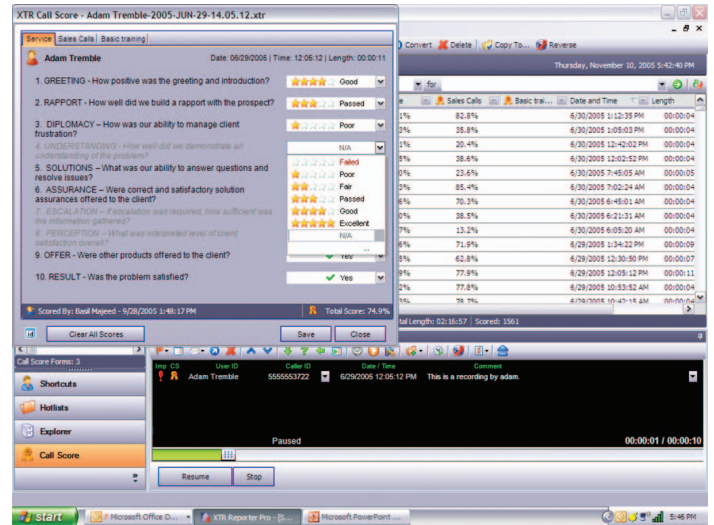 XTR Call Score - Adam Tremble-2005-JUN-29-14.05.12.xtr
Service
Sales Calls
Basic training
Adam Tremble
Date: 06/29/2005 | Time: 12:05:12 | Length: 00:00:11
1. GREETING - How positive was the greeting and introduction?
Good
2. RAPPORT - How well did we build a rapport with the prospect?
Passed
3. DIPLOMACY – How was our ability to manage client
frustration?
Poor
4. UNDERSTANDING - How well did we demonstrate an
understanding of the problem?
N/A
Failed
Poor
Fair
Passed
Good
Excellent
N/A
...
5. SOLUTIONS – What was our ability to answer questions and
resolve issues?
6. ASSURANCE – Were correct and satisfactory solution
assurances offered to the client?
7. ESCALATION - If escalation was required, how sufficient was
the information gathered?
8. PERCEPTION – What was interpreted level of client
satisfaction overall?
9. OFFER - Were other products offered to the client?
Yes
10. RESULT - Was the problem satisfied?
Yes
Scored By: Basil Majeed - 9/28/2005 1:48:17 PM
Total Score: 74.9%
Clear All Scores
Save
Close
Convert
Delete
Copy To...
Reverse
Thursday, November 10, 2005 5:42:40 PM
for
Sales Calls
Basic trai...
Date and Time
Length
82.8% 6/30/2005 1:12:35 PM 00:00:04
35.8% 6/30/2005 1:05:03 PM 00:00:04
20.4% 6/30/2005 12:42:02 PM 00:00:04
38.6% 6/30/2005 12:02:52 PM 00:00:04
23.6% 6/30/2005 7:45:05 AM 00:00:05
85.4% 6/30/2005 7:02:24 AM 00:00:04
70.3% 6/30/2005 6:45:01 AM 00:00:04
38.5% 6/30/2005 6:21:31 AM 00:00:04
13.2% 6/30/2005 6:05:20 AM 00:00:04
71.9% 6/29/2005 1:34:22 PM 00:00:09
62.8% 6/29/2005 12:30:50 PM 00:00:07
77.9% 6/29/2005 12:05:12 PM 00:00:11
77.8% 6/29/2005 10:53:52 AM 00:00:04
78.7% 6/29/2005 10:42:15 AM 00:00:04
tal Length: 02:16:57 | Scored: 1561
Call Score Forms: 3
Shortcuts
Hotlists
Explorer
Call Score
Imp CS User ID Caller ID Date / Time Comment
Adam Tremble 5555553722 6/29/2005 12:05:12 PM This is a recording by adam.
Paused
00:00:01 / 00:00:10
Resume
Stop
start
Microsoft Office O...
XTR Reporter Pro - [S...
Microsoft PowerPoint ...
5:46 PM